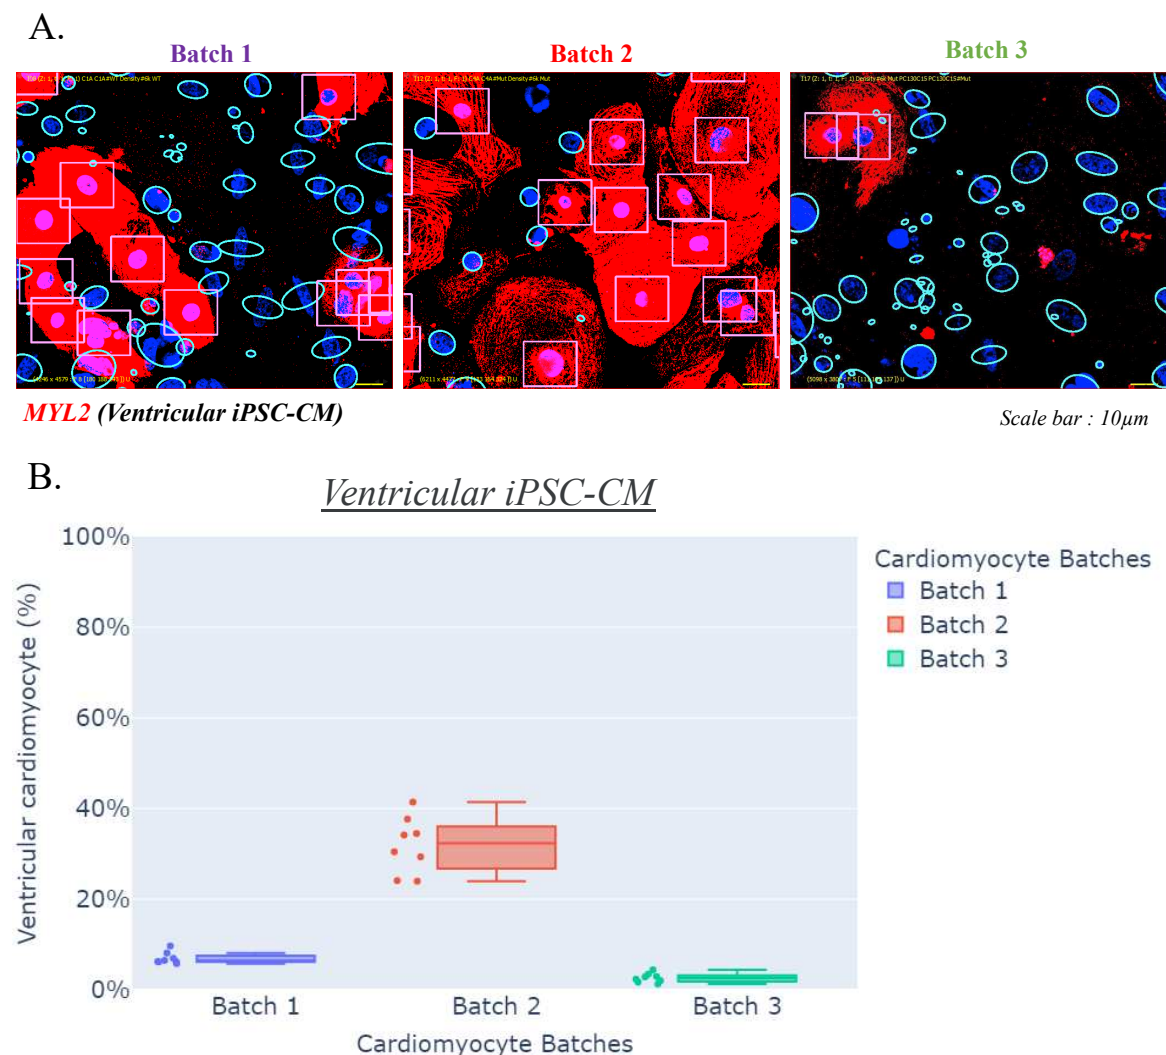 A.
Batch 1
Batch 2
Batch 3
MYL2 (Ventricular iPSC-CM)
Scale bar : 10µm
B.
Ventricular iPSC-CM
100%
80%
60%
40%
20%
0%
Ventricular cardiomyocyte (%)
Batch 1
Batch 2
Batch 3
Cardiomyocyte Batches
Cardiomyocyte Batches
Batch 1
Batch 2
Batch 3